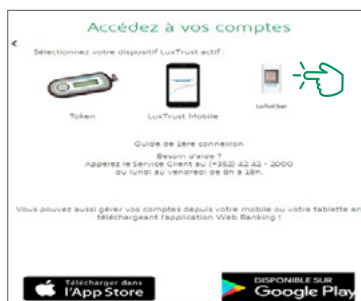 Accédez à vos comptes
<
Sélectionnez votre dispositif LuxTrust actif :
Token
LuxTrust Mobile
LuxTrust Scan
Guide de 1ère connexion
Besoin d'aide ?
Appelez le Service Client au (+352) 42 42 - 2000
du lundi au vendredi de 8h à 18h.
Vous pouvez aussi gérer vos comptes depuis votre mobile ou votre tablette en
téléchargeant l'application Web Banking !
Télécharger dans
l'App Store
DISPONIBLE SUR
Google Play